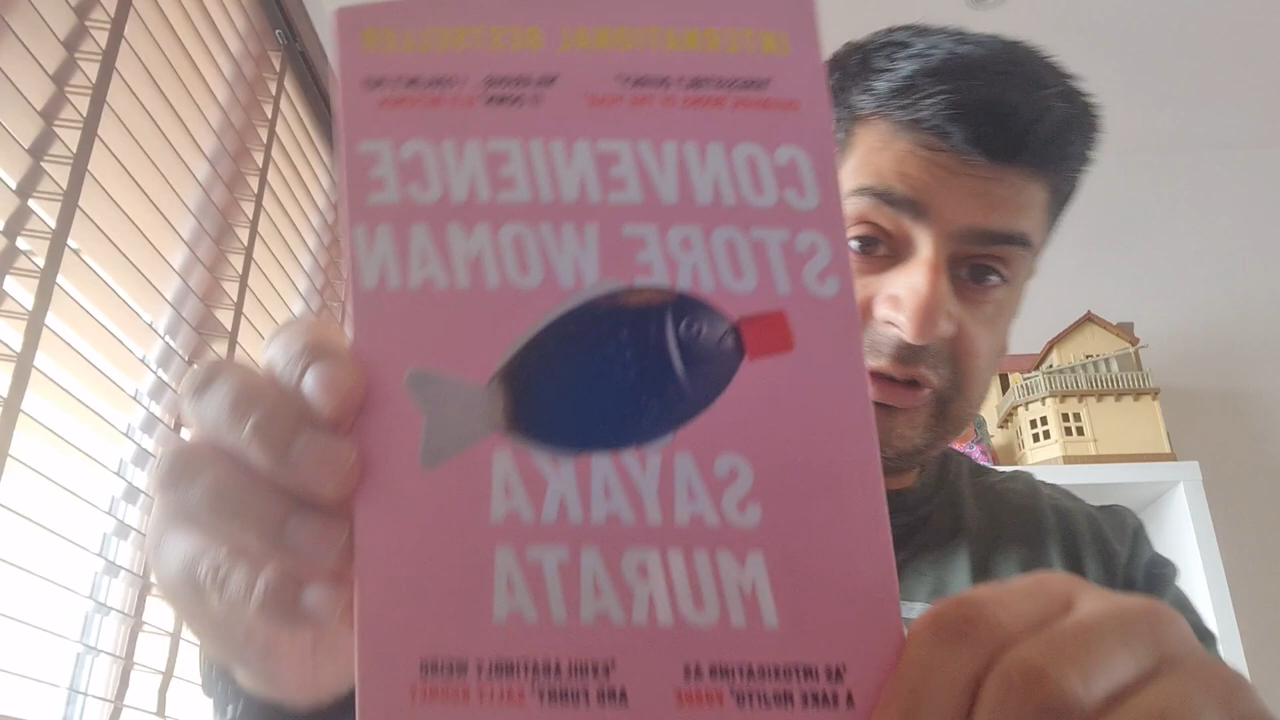 INTERNATIONAL BESTSELLER
CONVENIENCE
STORE WOMAN
SAYAKA
MURATA
"AS INTOXICATING AS
A SAKE MOJITO" VOGUE
"EXHILARATINGLY WEIRD
AND FUNNY" SALLY ROONEY